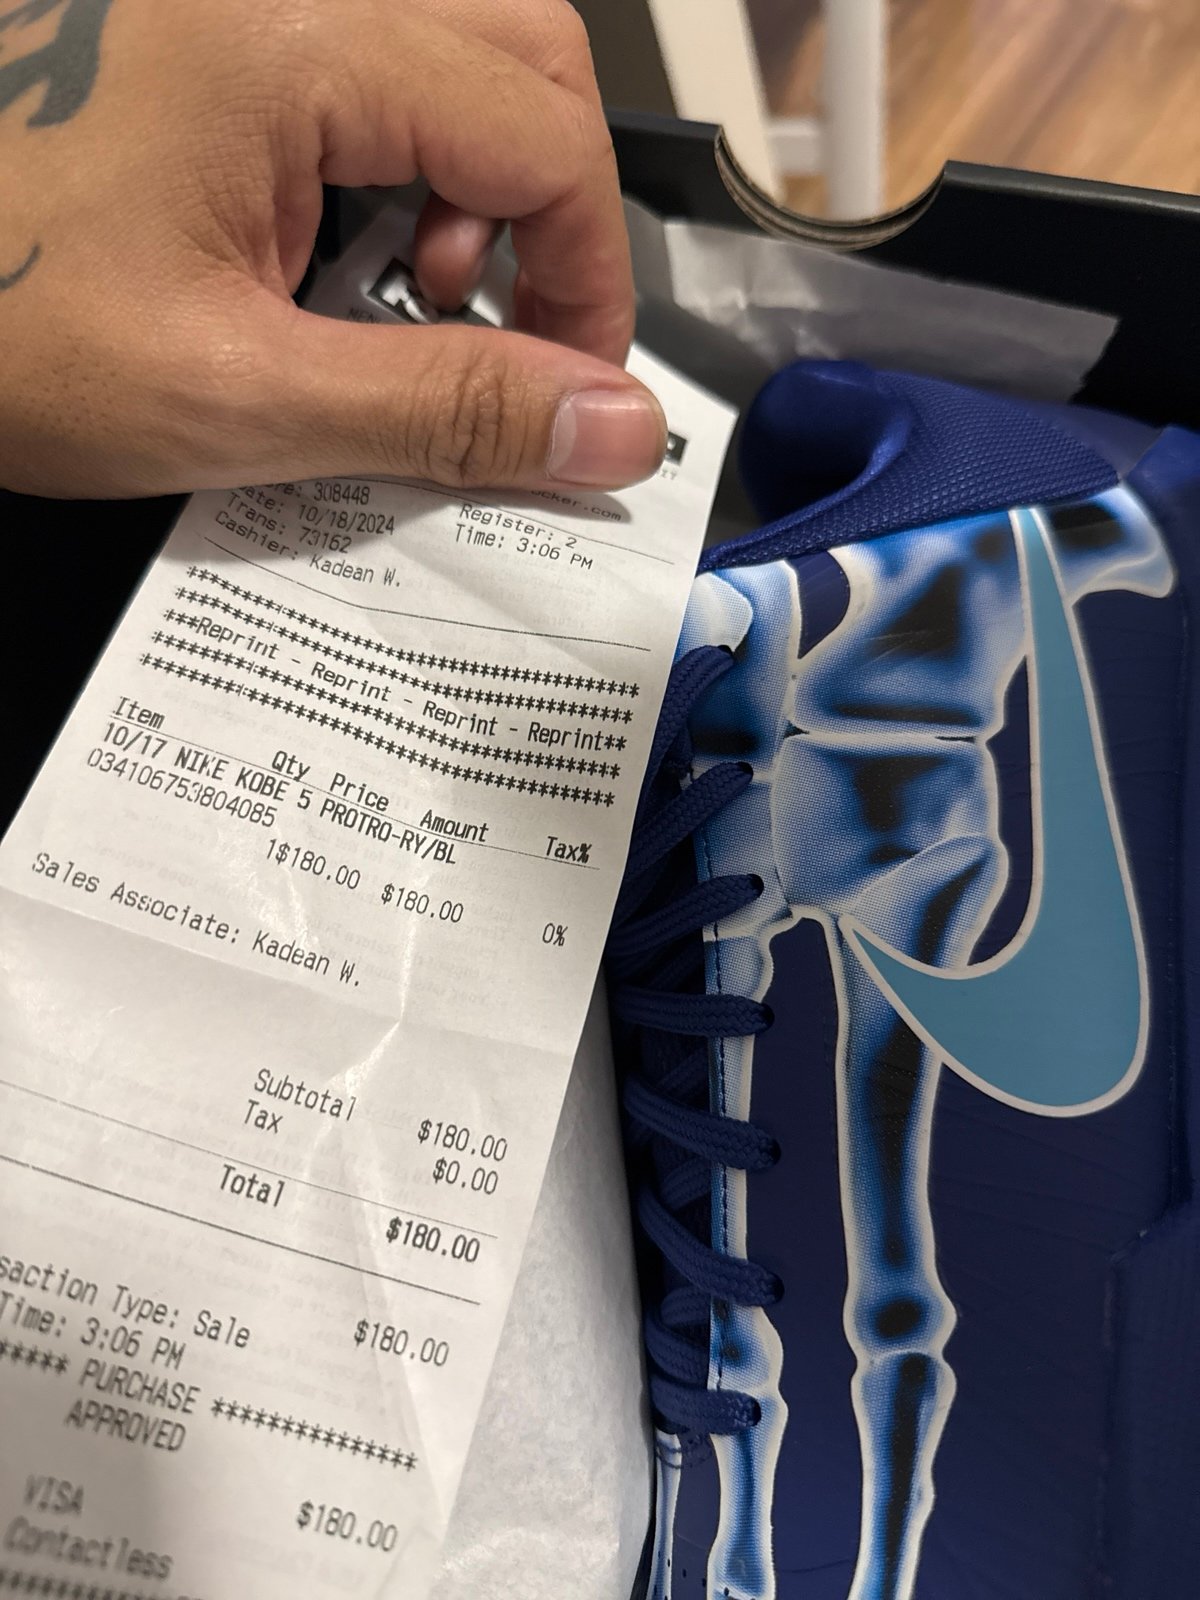 308448
Date: 10/18/2024 Register: 2
Trans: 73162 Time: 3:06 PM
Cashier: Kadean W.
******************************************
******************************************
***Reprint - Reprint - Reprint - Reprint**
******************************************
******************************************
Item Qty Price Amount Tax%
10/17 NIKE KOBE 5 PROTRO-RY/BL
034106753804085
1 $180.00 $180.00 0%
Sales Associate: Kadean W.
Subtotal $180.00
Tax $0.00
Total $180.00
Type: Sale $180.00
Time: 3:06 PM
***** PURCHASE ***************
APPROVED
VISA $180.00
Contactless